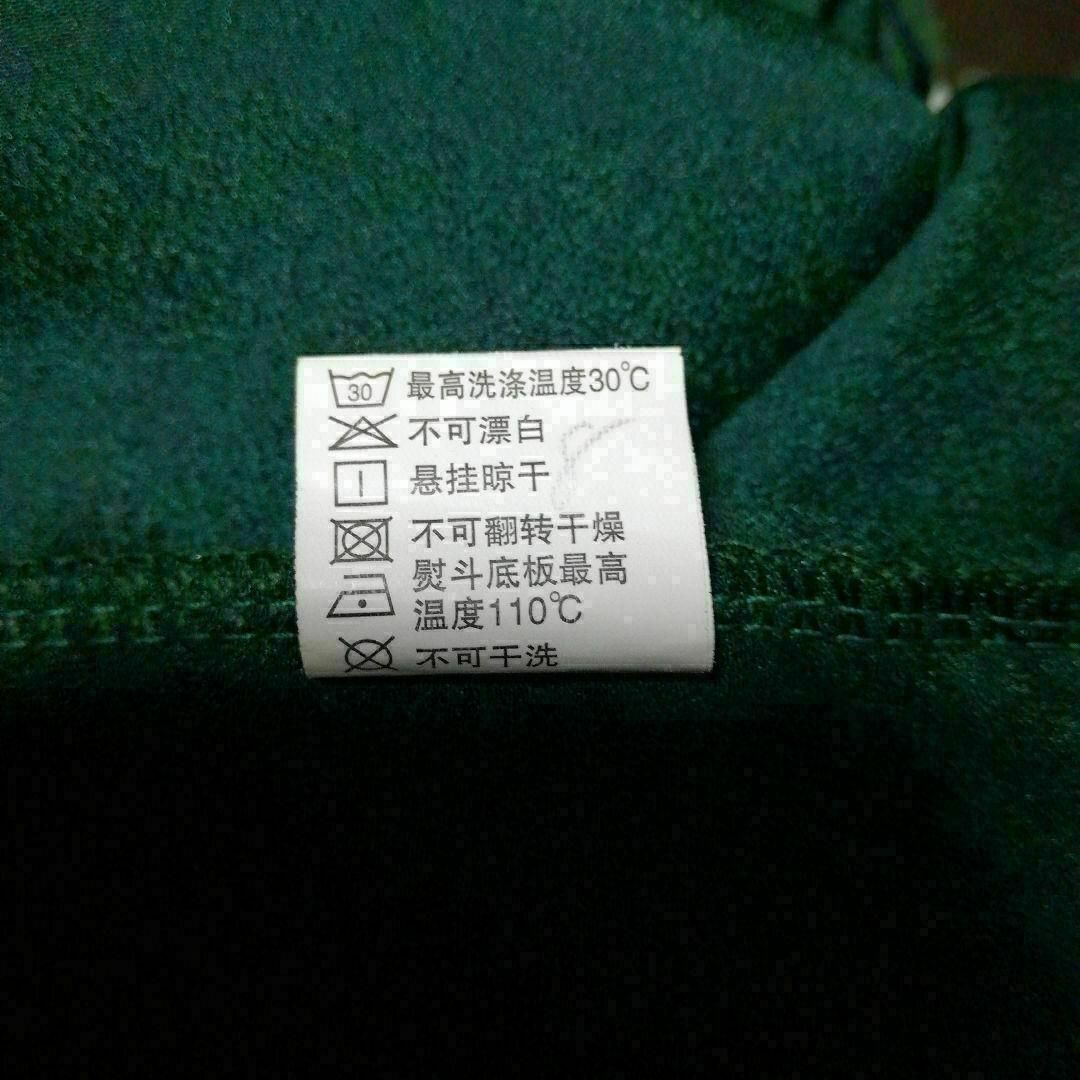 30 最高洗涤温度30℃
不可漂白
悬挂晾干
不可翻转干燥
熨斗底板最高
温度110℃
不可干洗